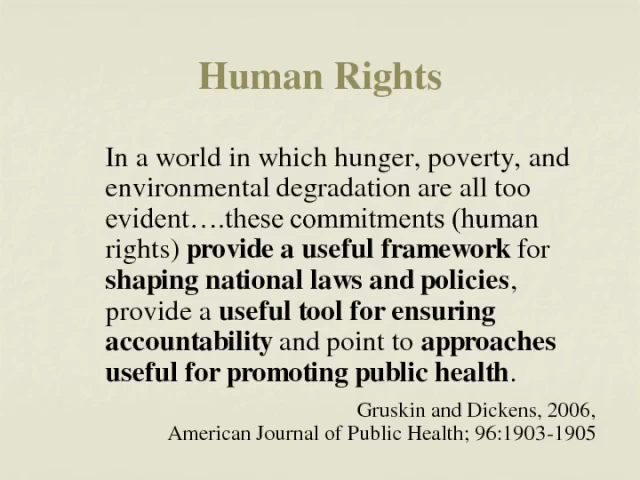 Human Rights
In a world in which hunger, poverty, and
environmental degradation are all too
evident….these commitments (human
rights) provide a useful framework for
shaping national laws and policies,
provide a useful tool for ensuring
accountability and point to approaches
useful for promoting public health.
Gruskin and Dickens, 2006,
American Journal of Public Health; 96:1903-1905